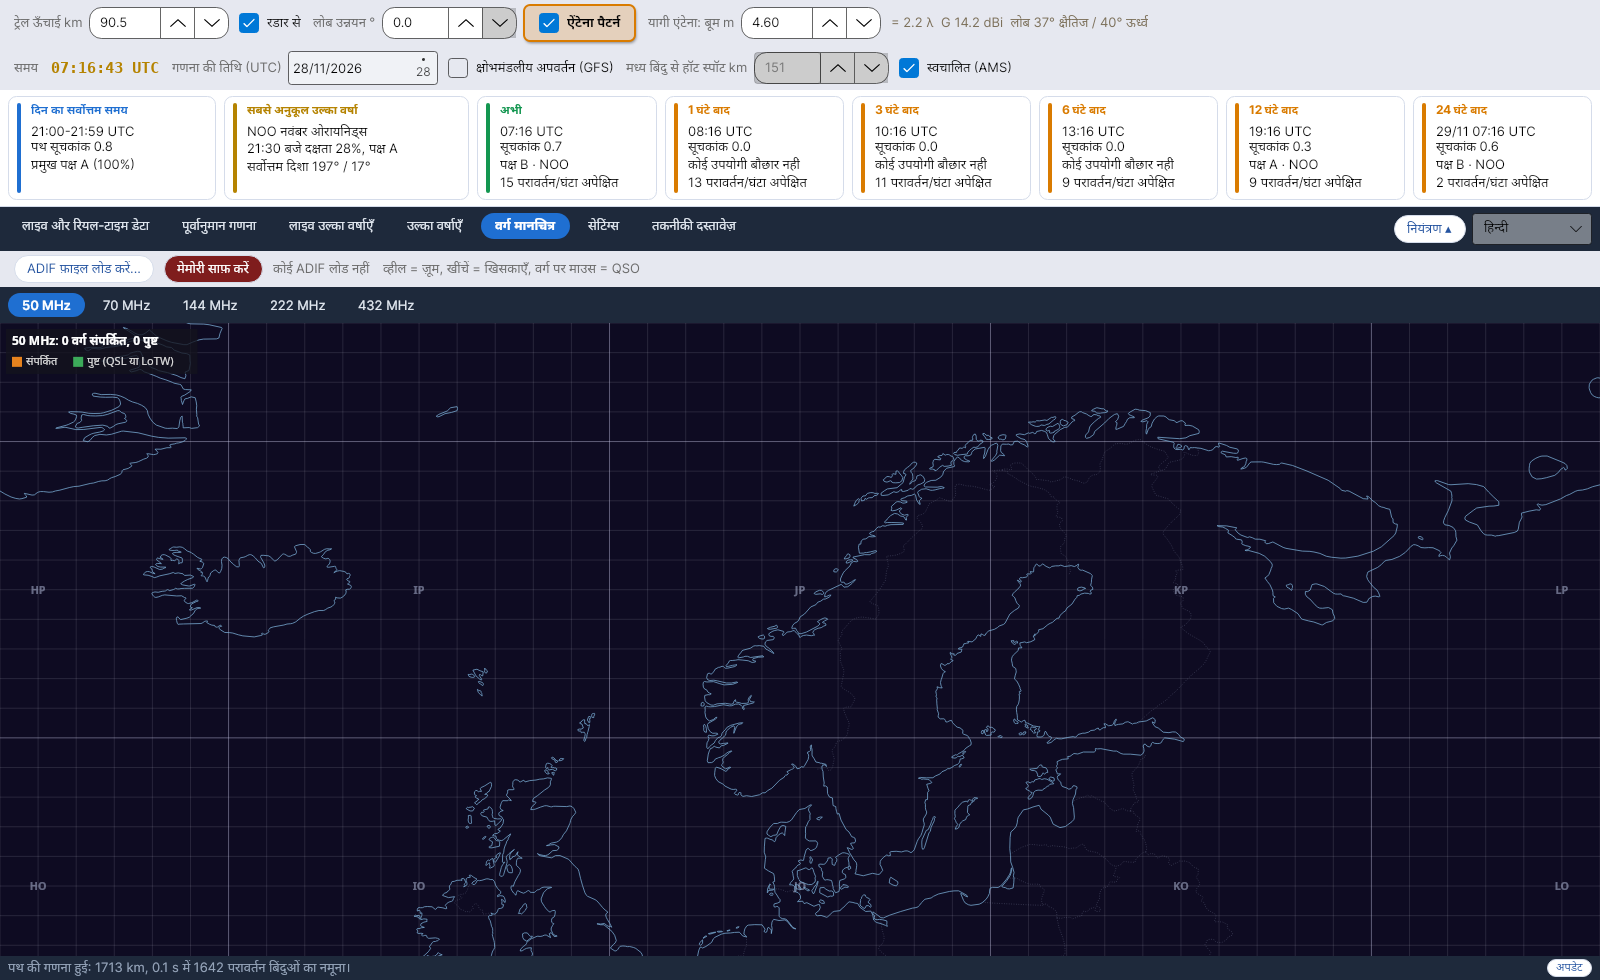 ट्रेल ऊँचाई km 90.5 रडार से लोब उन्नयन ° 0.0 ऐंटेना पैटर्न यागी एंटेना: बूम m 4.60 = 2.2 λ G 14.2 dBi लोब 37° क्षैतिज / 40° ऊर्ध्व
समय 07:16:43 UTC गणना की तिथि (UTC) 28/11/2026 28 क्षोभमंडलीय अपवर्तन (GFS) मध्य बिंदु से हॉट स्पॉट km 151 स्वचालित (AMS)
दिन का सर्वोत्तम समय
21:00-21:59 UTC
पथ सूचकांक 0.8
प्रमुख पक्ष A (100%)
सबसे अनुकूल उल्का वर्षा
NOO नवंबर ओरायनिड्स
21:30 बजे दक्षता 28%, पक्ष A
सर्वोत्तम दिशा 197° / 17°
अभी
07:16 UTC
सूचकांक 0.7
पक्ष B · NOO
15 परावर्तन/घंटा अपेक्षित
1 घंटे बाद
08:16 UTC
सूचकांक 0.0
कोई उपयोगी बौछार नहीं
13 परावर्तन/घंटा अपेक्षित
3 घंटे बाद
10:16 UTC
सूचकांक 0.0
कोई उपयोगी बौछार नहीं
11 परावर्तन/घंटा अपेक्षित
6 घंटे बाद
13:16 UTC
सूचकांक 0.0
कोई उपयोगी बौछार नहीं
9 परावर्तन/घंटा अपेक्षित
12 घंटे बाद
19:16 UTC
सूचकांक 0.3
पक्ष A · NOO
9 परावर्तन/घंटा अपेक्षित
24 घंटे बाद
29/11 07:16 UTC
सूचकांक 0.6
पक्ष B · NOO
2 परावर्तन/घंटा अपेक्षित
लाइव और रियल-टाइम डेटा पूर्वानुमान गणना लाइव उल्का वर्षाएँ उल्का वर्षाएँ वर्ग मानचित्र सेटिंग्स तकनीकी दस्तावेज़ नियंत्रण ▴ हिन्दी
ADIF फ़ाइल लोड करें... मेमोरी साफ़ करें कोई ADIF लोड नहीं व्हील = ज़ूम, खींचें = खिसकाएँ, वर्ग पर माउस = QSO
50 MHz 70 MHz 144 MHz 222 MHz 432 MHz
50 MHz: 0 वर्ग संपर्कित, 0 पुष्ट
संपर्कित पुष्ट (QSL या LoTW)
HP IP JP KP LP
HO IO JO KO LO
पथ की गणना हुई: 1713 km, 0.1 s में 1642 परावर्तन बिंदुओं का नमूना। अपडेट